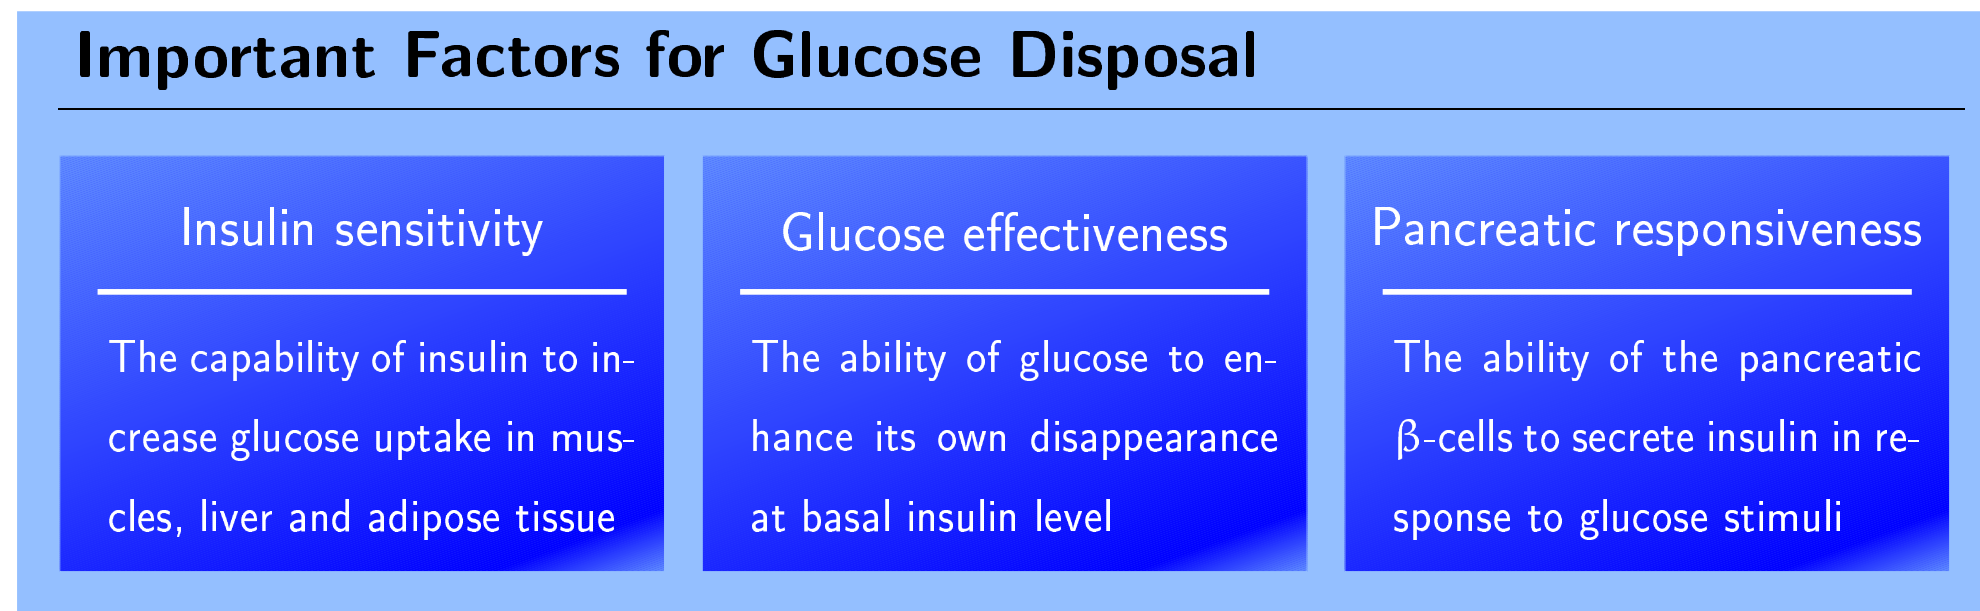 Important Factors for Glucose Disposal
Insulin sensitivity
The capability of insulin to in-
crease glucose uptake in mus-
cles, liver and adipose tissue
Glucose effectiveness
The ability of glucose to en-
hance its own disappearance
at basal insulin level
Pancreatic responsiveness
The ability of the pancreatic
β-cells to secrete insulin in re-
sponse to glucose stimuli